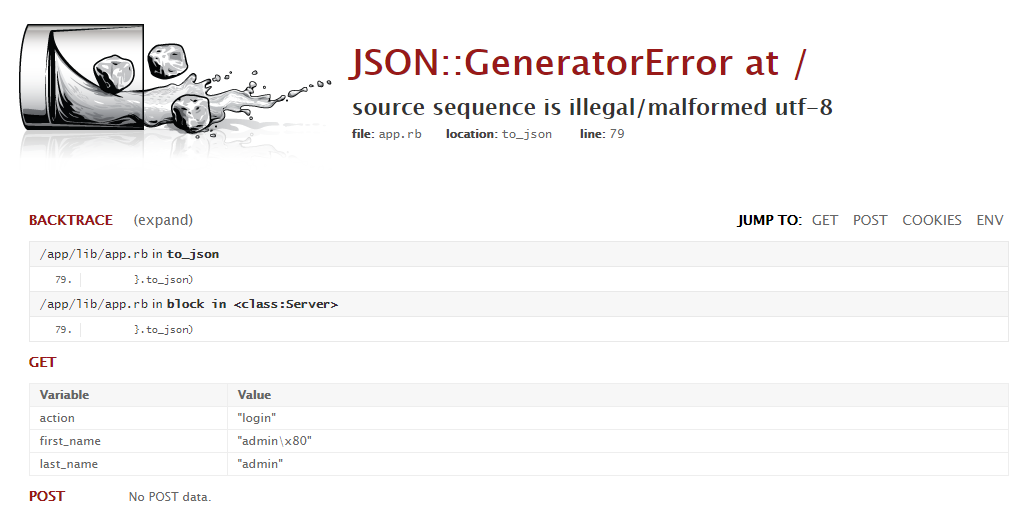 JSON::GeneratorError at /
source sequence is illegal/malformed utf-8
file: app.rb location: to_json line: 79
BACKTRACE (expand) JUMP TO: GET POST COOKIES ENV
/app/lib/app.rb in to_json
79. }.to_json)
/app/lib/app.rb in block in <class:Server>
79. }.to_json)
GET
Variable Value
action "login"
first_name "admin\x80"
last_name "admin"
POST No POST data.